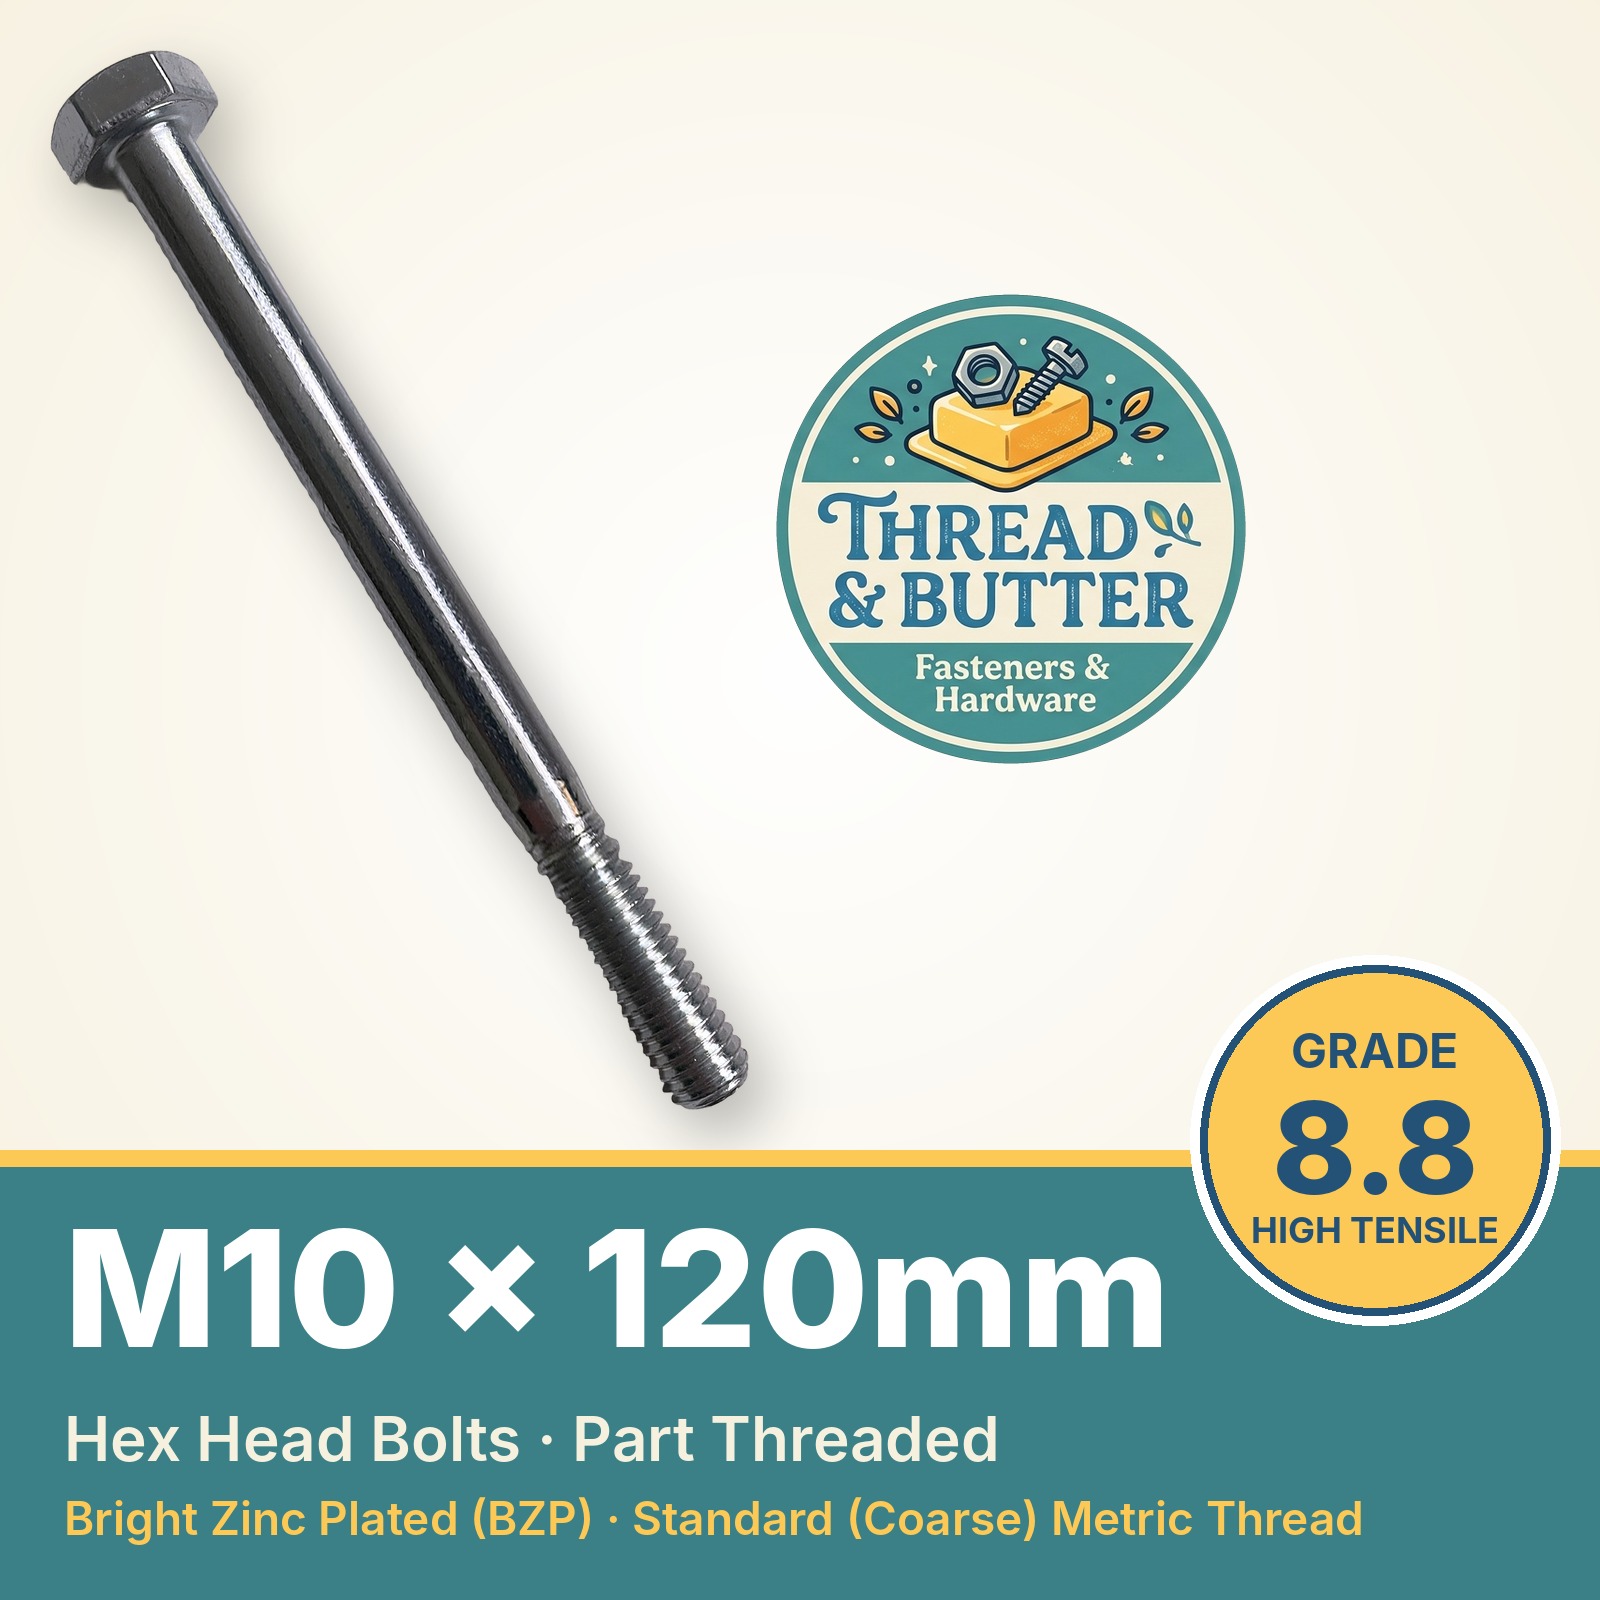 THREAD
& BUTTER
Fasteners &
Hardware
GRADE
8.8
HIGH TENSILE
M10 × 120mm
Hex Head Bolts · Part Threaded
Bright Zinc Plated (BZP) · Standard (Coarse) Metric Thread